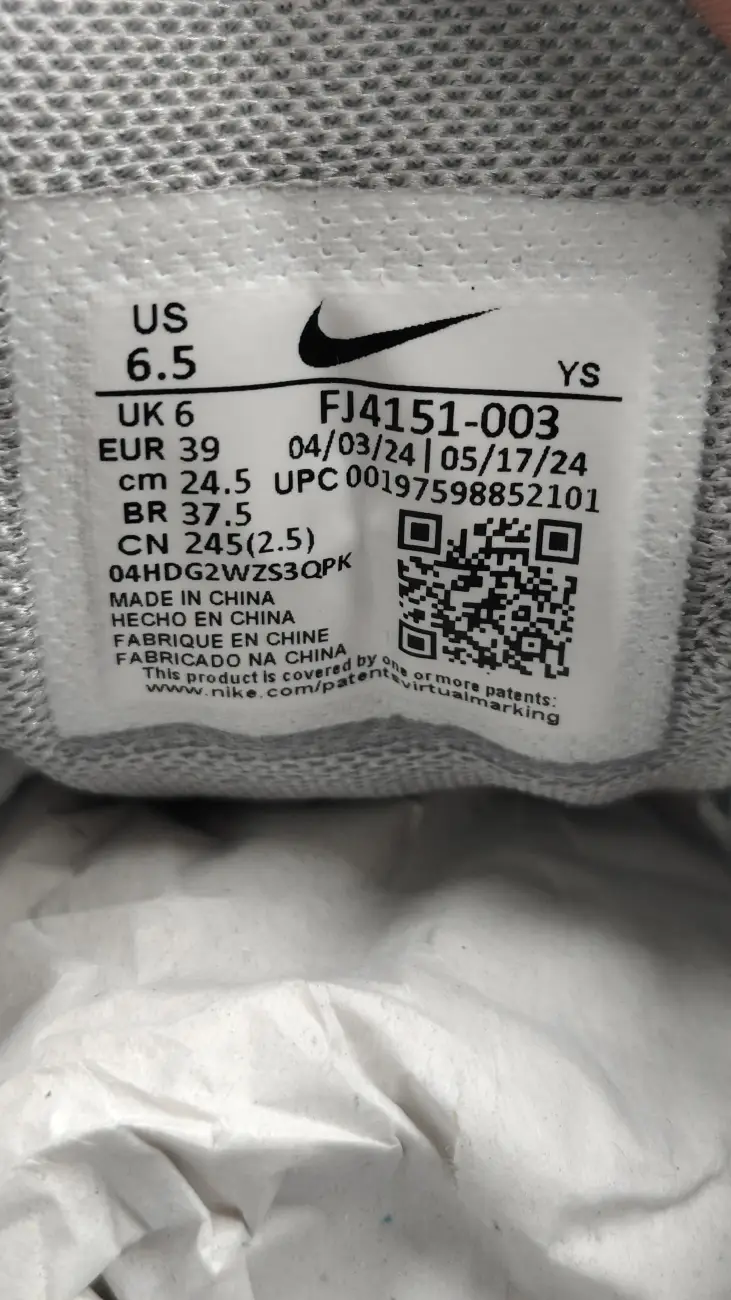 US
6.5
YS
UK 6
FJ4151-003
EUR 39
04/03/24 | 05/17/24
cm 24.5
UPC 00197598852101
BR 37.5
CN 245(2.5)
04HDG2WZS3QPK
MADE IN CHINA
HECHO EN CHINA
FABRIQUE EN CHINE
FABRICADO NA CHINA
This product is covered by one or more patents:
www.nike.com/patentsvirtualmarking